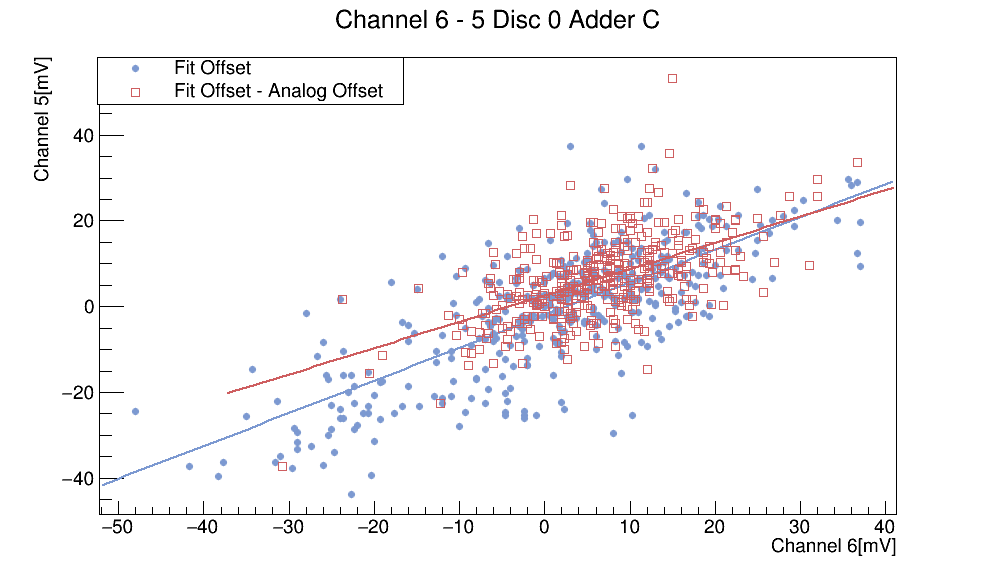 Channel 6 - 5 Disc 0 Adder C
Channel 5[mV]
Fit Offset
Fit Offset - Analog Offset
40
20
0
−20
−40
−50 −40 −30 −20 −10 0 10 20 30 40
Channel 6[mV]